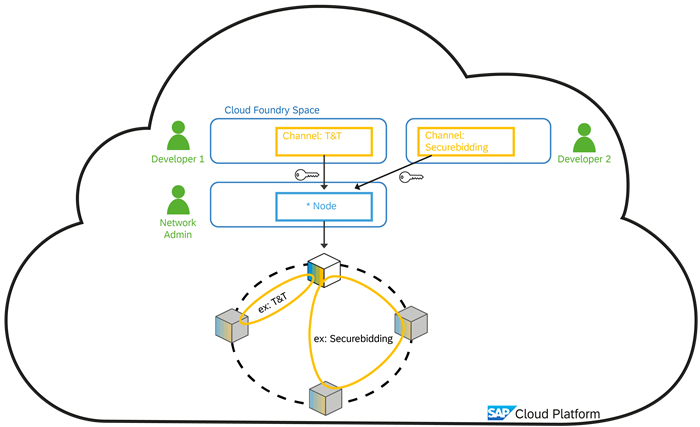 Cloud Foundry Space
Channel: T&T
Channel:
Securebidding
Developer 1
Developer 2
* Node
Network
Admin
ex: T&T
ex: Securebidding
SAP Cloud Platform